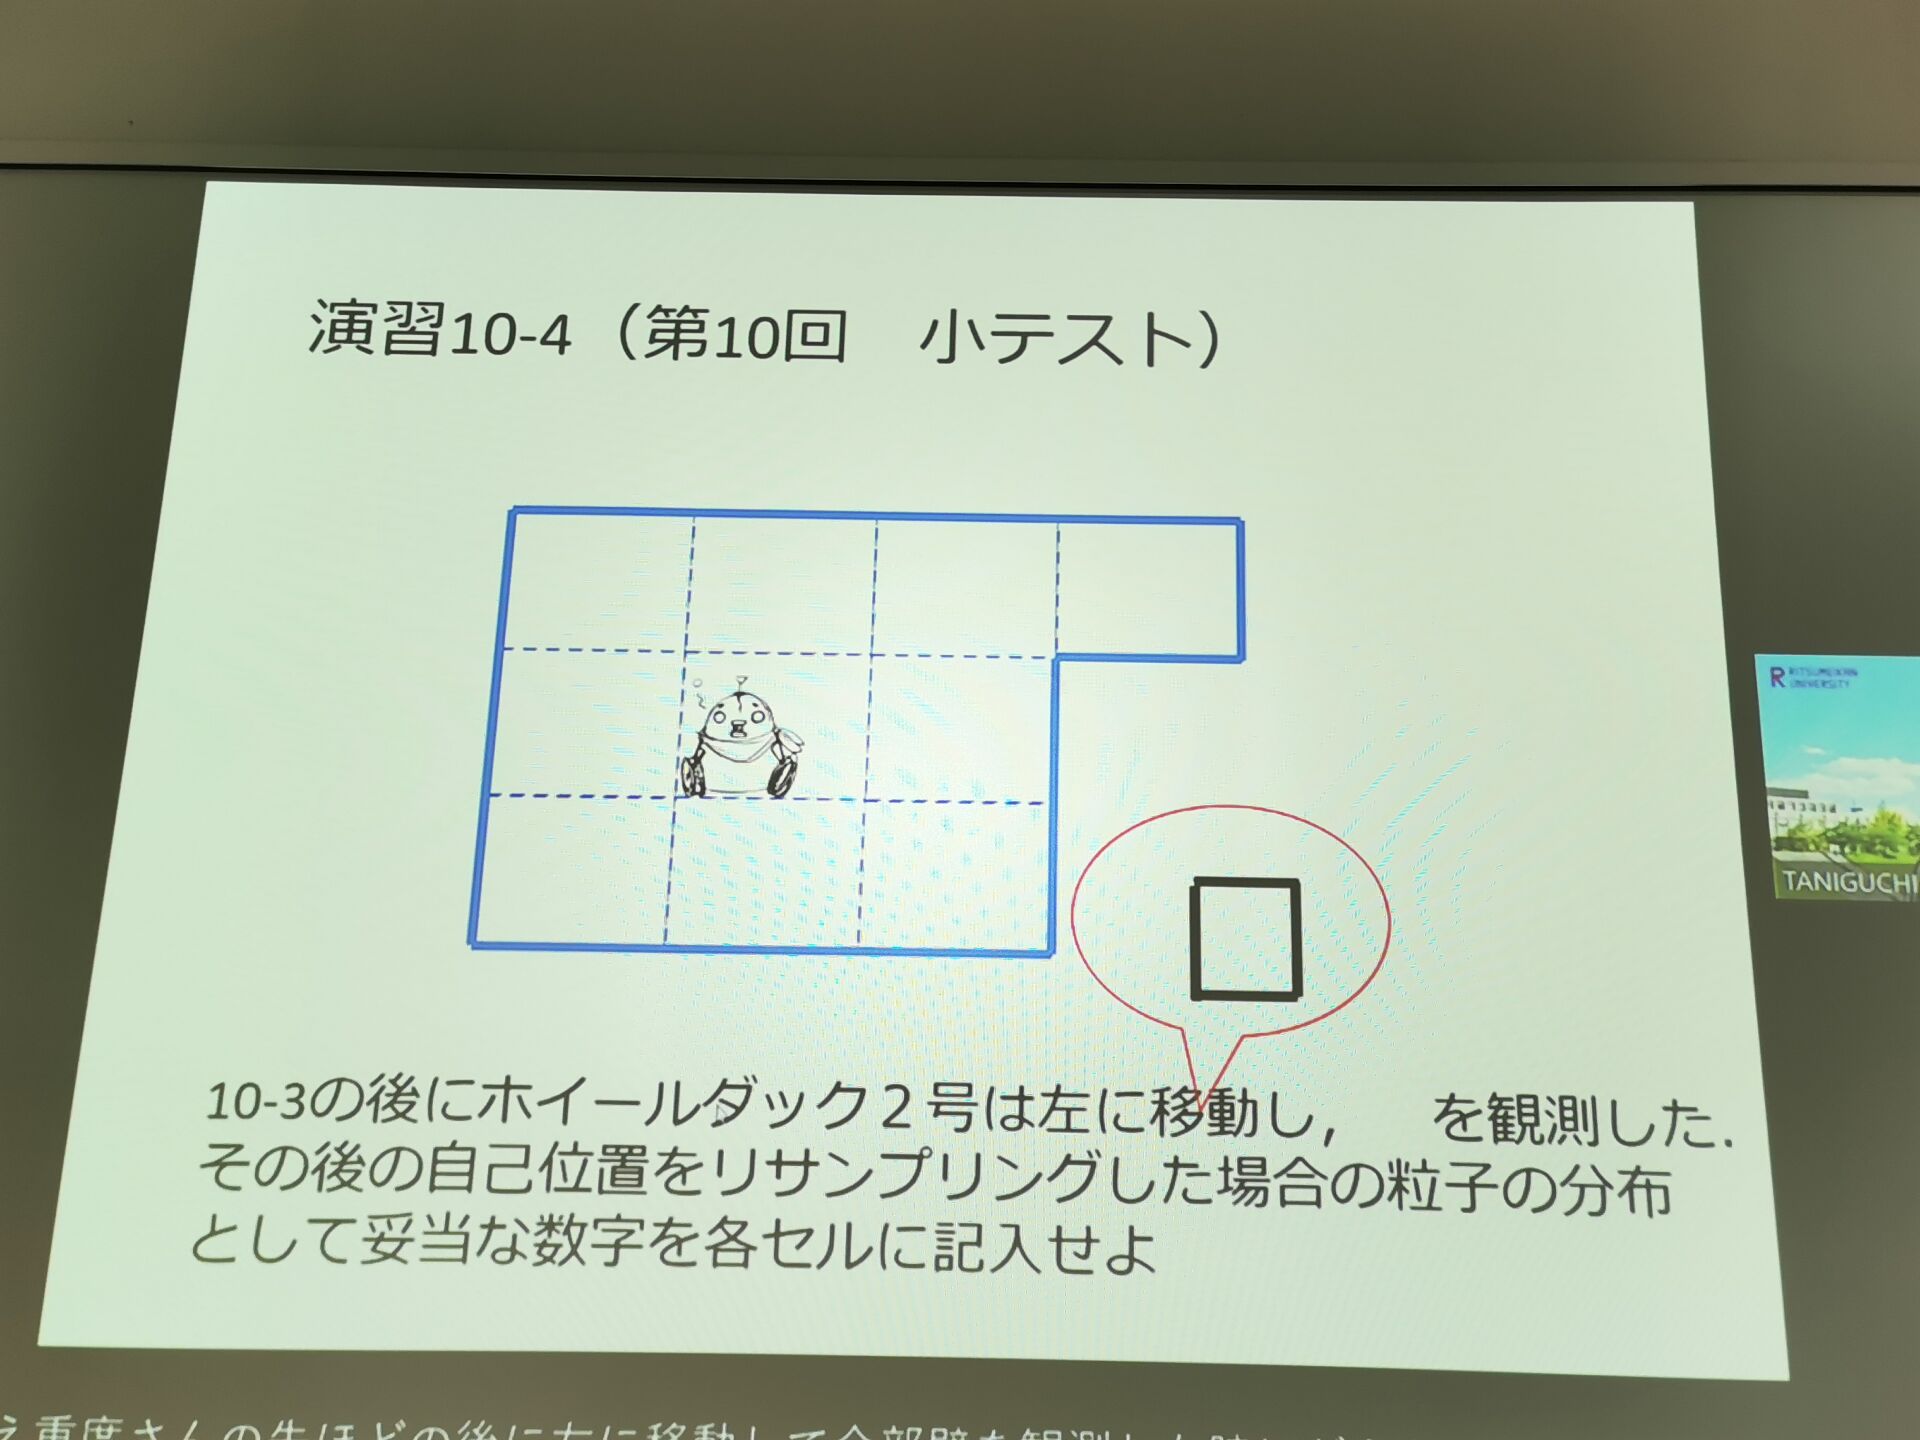 演習10-4（第10回　小テスト）
10-3の後にホイールダック２号は左に移動し，　を観測した．
その後の自己位置をリサンプリングした場合の粒子の分布
として妥当な数字を各セルに記入せよ
R RITSUMEIKAN
UNIVERSITY
TANIGUCHI